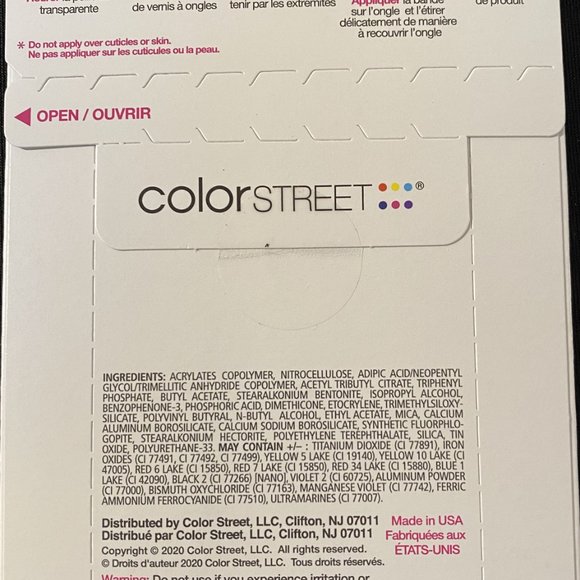 transparente
de vernis à ongles
tenir par les extrémités
Appliquer la bande
sur l'ongle et l'étirer
délicatement de manière
à recouvrir l'ongle
de produit
* Do not apply over cuticles or skin.
Ne pas appliquer sur les cuticules ou la peau.
OPEN / OUVRIR
colorSTREET ®
INGREDIENTS: ACRYLATES COPOLYMER, NITROCELLULOSE, ADIPIC ACID/NEOPENTYL
GLYCOL/TRIMELLITIC ANHYDRIDE COPOLYMER, ACETYL TRIBUTYL CITRATE, TRIPHENYL
PHOSPHATE, BUTYL ACETATE, STEARALKONIUM BENTONITE, ISOPROPYL ALCOHOL,
BENZOPHENONE-3, PHOSPHORIC ACID, DIMETHICONE, ETOCRYLENE, TRIMETHYLSILOXY-
SILICATE, POLYVINYL BUTYRAL, N-BUTYL ALCOHOL, ETHYL ACETATE, MICA, CALCIUM
ALUMINUM BOROSILICATE, CALCIUM SODIUM BOROSILICATE, SYNTHETIC FLUORPHLO-
GOPITE, STEARALKONIUM HECTORITE, POLYETHYLENE TEREPHTHALATE, SILICA, TIN
OXIDE, POLYURETHANE-33. MAY CONTAIN +/– : TITANIUM DIOXIDE (CI 77891), IRON
OXIDES (CI 77491, CI 77492, CI 77499), YELLOW 5 LAKE (CI 19140), YELLOW 10 LAKE (CI
47005), RED 6 LAKE (CI 15850), RED 7 LAKE (CI 15850), RED 34 LAKE (CI 15880), BLUE 1
LAKE (CI 42090), BLACK 2 (CI 77266) [NANO], VIOLET 2 (CI 60725), ALUMINUM POWDER
(CI 77000), BISMUTH OXYCHLORIDE (CI 77163), MANGANESE VIOLET (CI 77742), FERRIC
AMMONIUM FERROCYANIDE (CI 77510), ULTRAMARINES (CI 77007).
Distributed by Color Street, LLC, Clifton, NJ 07011
Distribué par Color Street, LLC, Clifton, NJ 07011
Copyright © 2020 Color Street, LLC. All rights reserved.
© Droits d'auteur 2020 Color Street, LLC. Tous droits réservés.
Made in USA
Fabriquées aux
ÉTATS-UNIS
Warning: Do not use if you experience irritation or